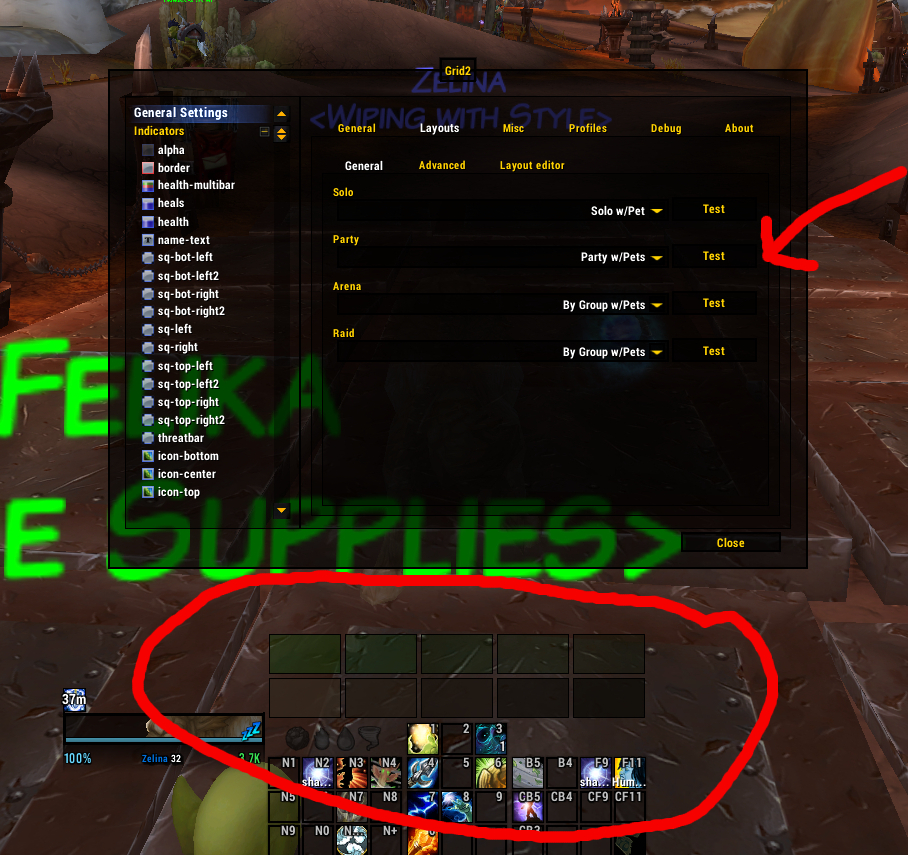 Grid2
Zelina
<Wiping with Style>
General Settings
Indicators
alpha
border
health-multibar
heals
health
name-text
sq-bot-left
sq-bot-left2
sq-bot-right
sq-bot-right2
sq-left
sq-right
sq-top-left
sq-top-left2
sq-top-right
sq-top-right2
threatbar
icon-bottom
icon-center
icon-top
General Layouts Misc Profiles Debug About
General Advanced Layout editor
Solo
Solo w/Pet Test
Party
Party w/Pets Test
Arena
By Group w/Pets Test
Raid
By Group w/Pets Test
Felika
e Supplies>
Close
37m
zzz
100% Zelina 32 3.7K
1 2 3
1
N1 N2 N3 N4 4 5 6 B5 B4 F9 F11
sha... sha... Hum...
N5 N7 N8 7 8 9 CB5 CB4 CF9 CF11
N9 N0 N+ CB3